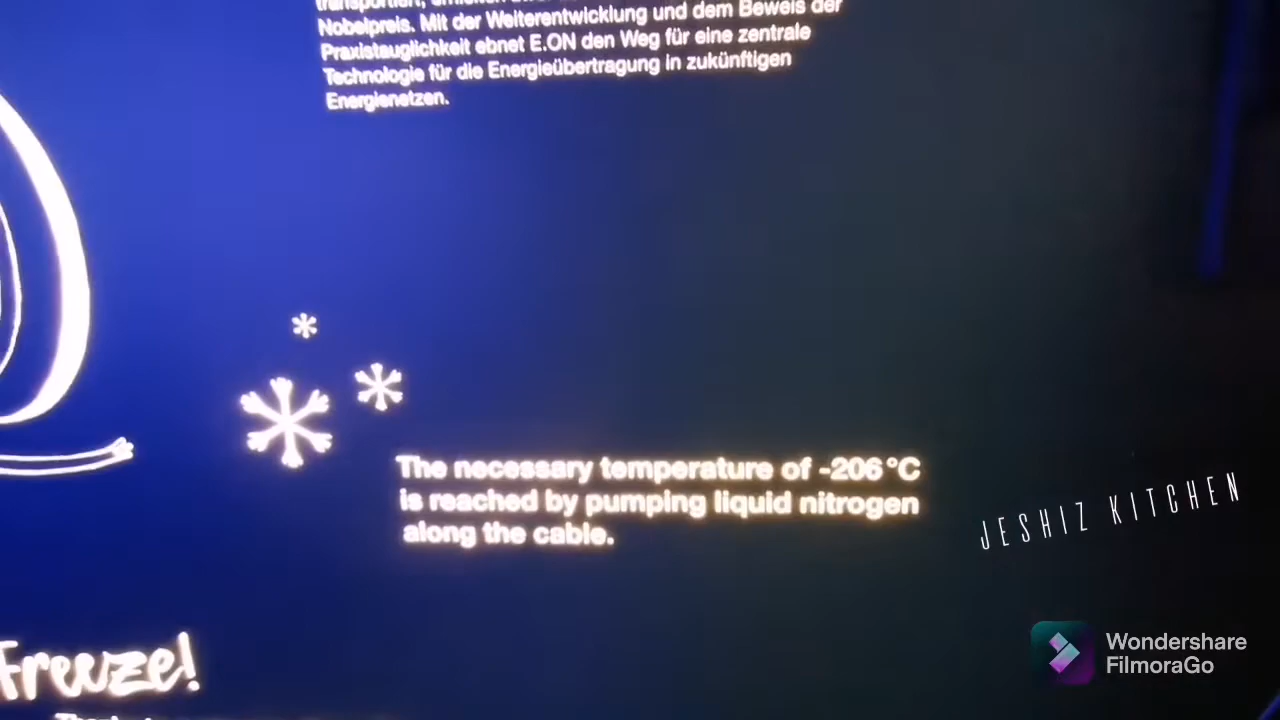 transportiert, erhielten
Nobelpreis. Mit der Weiterentwicklung und dem Beweis der
Praxistauglichkeit ebnet E.ON den Weg für eine zentrale
Technologie für die Energieübertragung in zukünftigen
Energienetzen.
The necessary temperature of -206°C
is reached by pumping liquid nitrogen
along the cable.
JESHIZ KITCHEN
Freeze!
Wondershare
FilmoraGo